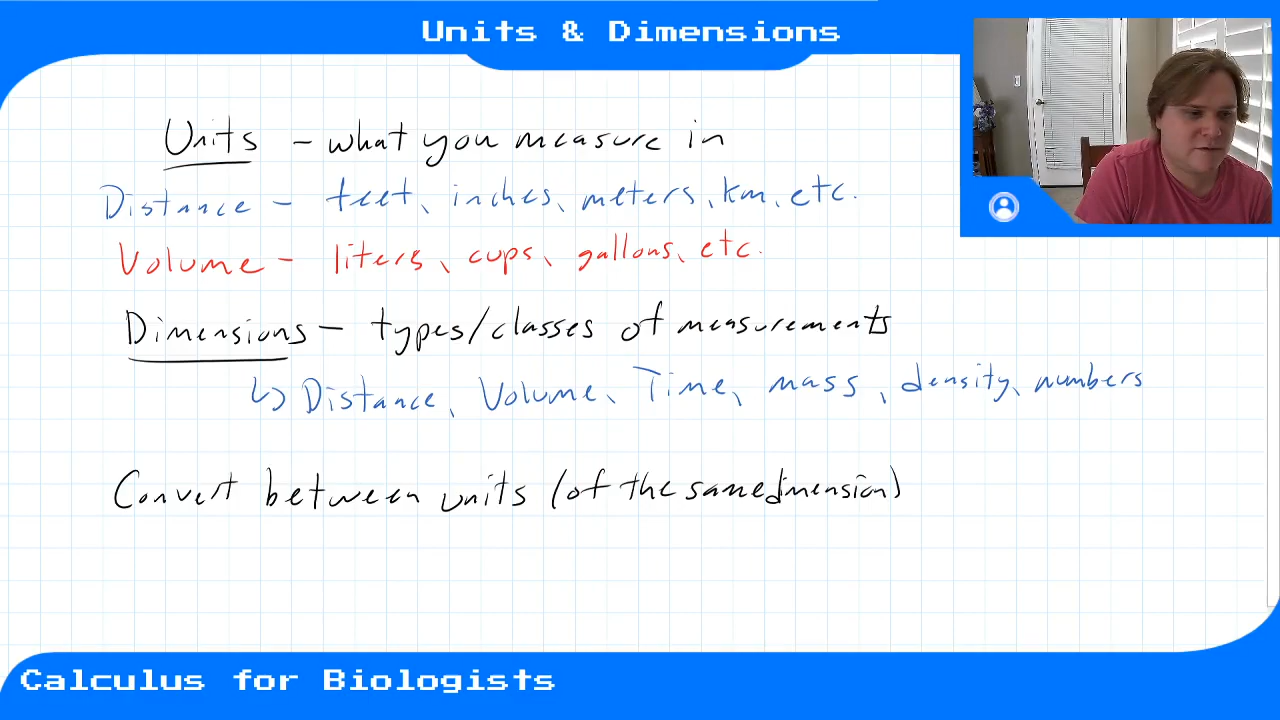 Units & Dimensions
Units - what you measure in
Distance - feet, inches, meters, km, etc.
Volume - liters, cups, gallons, etc.
Dimensions - types/classes of measurements
↳ Distance, Volume, Time, mass, density, numbers
Convert between units (of the same dimension)
Calculus for Biologists